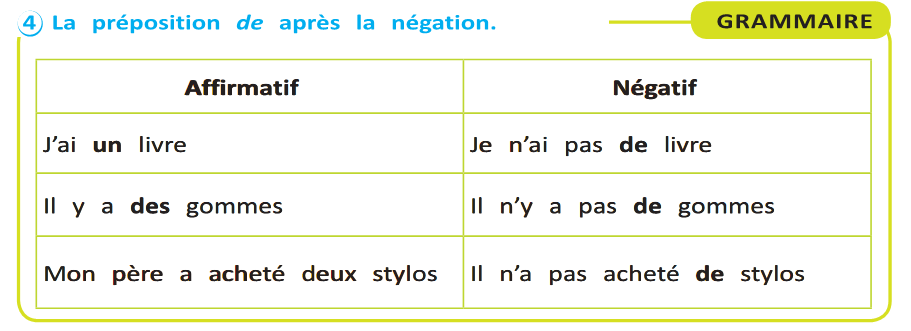 4 La préposition de après la négation.
GRAMMAIRE
Affirmatif Négatif
J'ai un livre Je n'ai pas de livre
Il y a des gommes Il n'y a pas de gommes
Mon père a acheté deux stylos Il n'a pas acheté de stylos